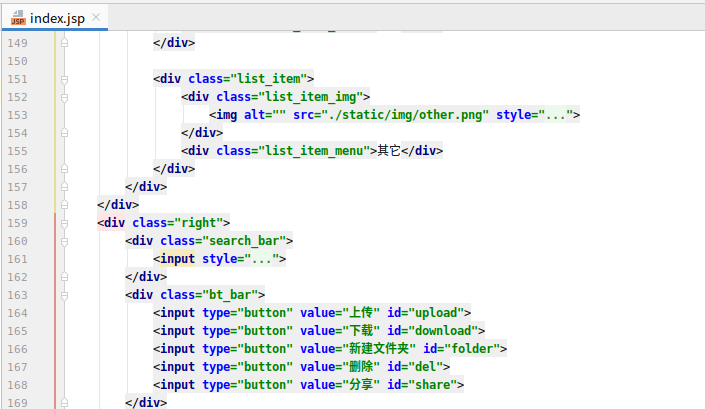 index.jsp
149 </div>
150
151 <div class="list_item">
152 <div class="list_item_img">
153 <img alt="" src="./static/img/other.png" style="...">
154 </div>
155 <div class="list_item_menu">其它</div>
156 </div>
157 </div>
158 </div>
159 <div class="right">
160 <div class="search_bar">
161 <input style="...">
162 </div>
163 <div class="bt_bar">
164 <input type="button" value="上传" id="upload">
165 <input type="button" value="下载" id="download">
166 <input type="button" value="新建文件夹" id="folder">
167 <input type="button" value="删除" id="del">
168 <input type="button" value="分享" id="share">
169 </div>